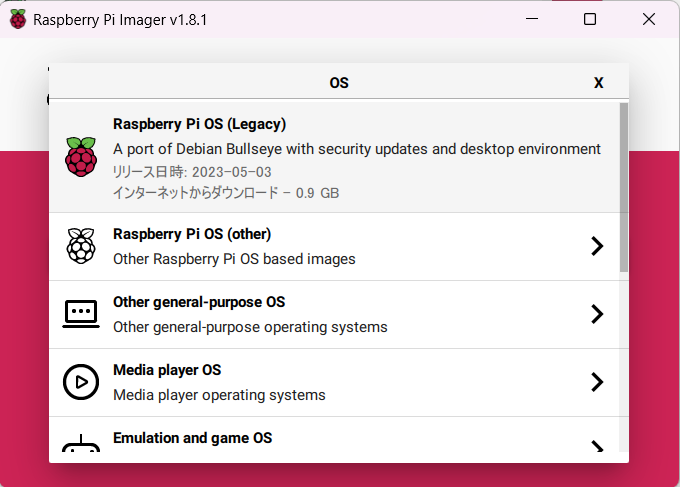 Raspberry Pi Imager v1.8.1
OS
X
Raspberry Pi OS (Legacy)
A port of Debian Bullseye with security updates and desktop environment
リリース日時: 2023-05-03
インターネットからダウンロード - 0.9 GB
Raspberry Pi OS (other)
Other Raspberry Pi OS based images
Other general-purpose OS
Other general-purpose operating systems
Media player OS
Media player operating systems
Emulation and game OS